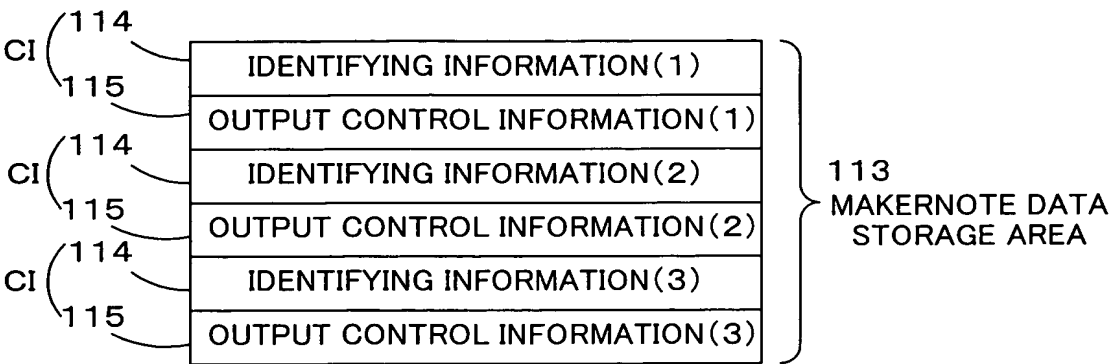 114
CI
IDENTIFYING INFORMATION(1)
115
OUTPUT CONTROL INFORMATION(1)
114
CI
IDENTIFYING INFORMATION(2)
115
OUTPUT CONTROL INFORMATION(2)
114
CI
IDENTIFYING INFORMATION(3)
115
OUTPUT CONTROL INFORMATION(3)
113
MAKERNOTE DATA
STORAGE AREA